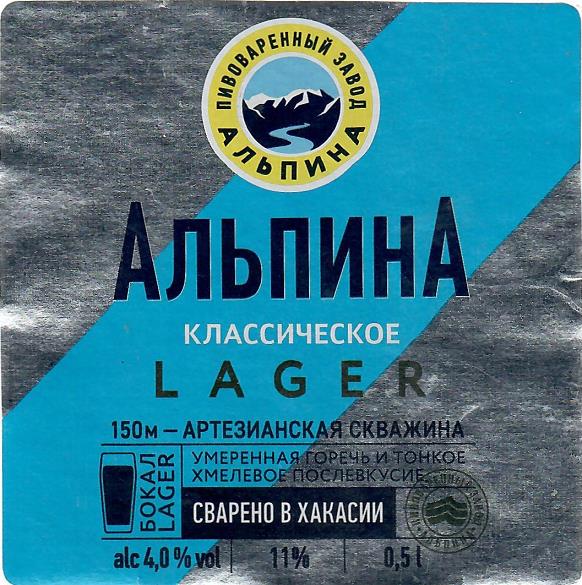 ПИВОВАРЕННЫЙ ЗАВОД
АЛЬПИНА
АЛЬПИНА
КЛАССИЧЕСКОЕ
LAGER
150м – АРТЕЗИАНСКАЯ СКВАЖИНА
БОКАЛ
LAGER
УМЕРЕННАЯ ГОРЕЧЬ И ТОНКОЕ
ХМЕЛЕВОЕ ПОСЛЕВКУСИЕ
СВАРЕНО В ХАКАСИИ
alc 4,0 % vol | 11% | 0,5 l